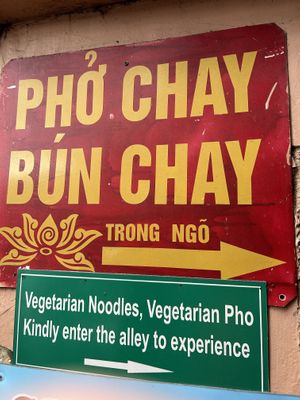 PHỞ CHAY
BÚN CHAY
TRONG NGÕ
Vegetarian Noodles, Vegetarian Pho
Kindly enter the alley to experience